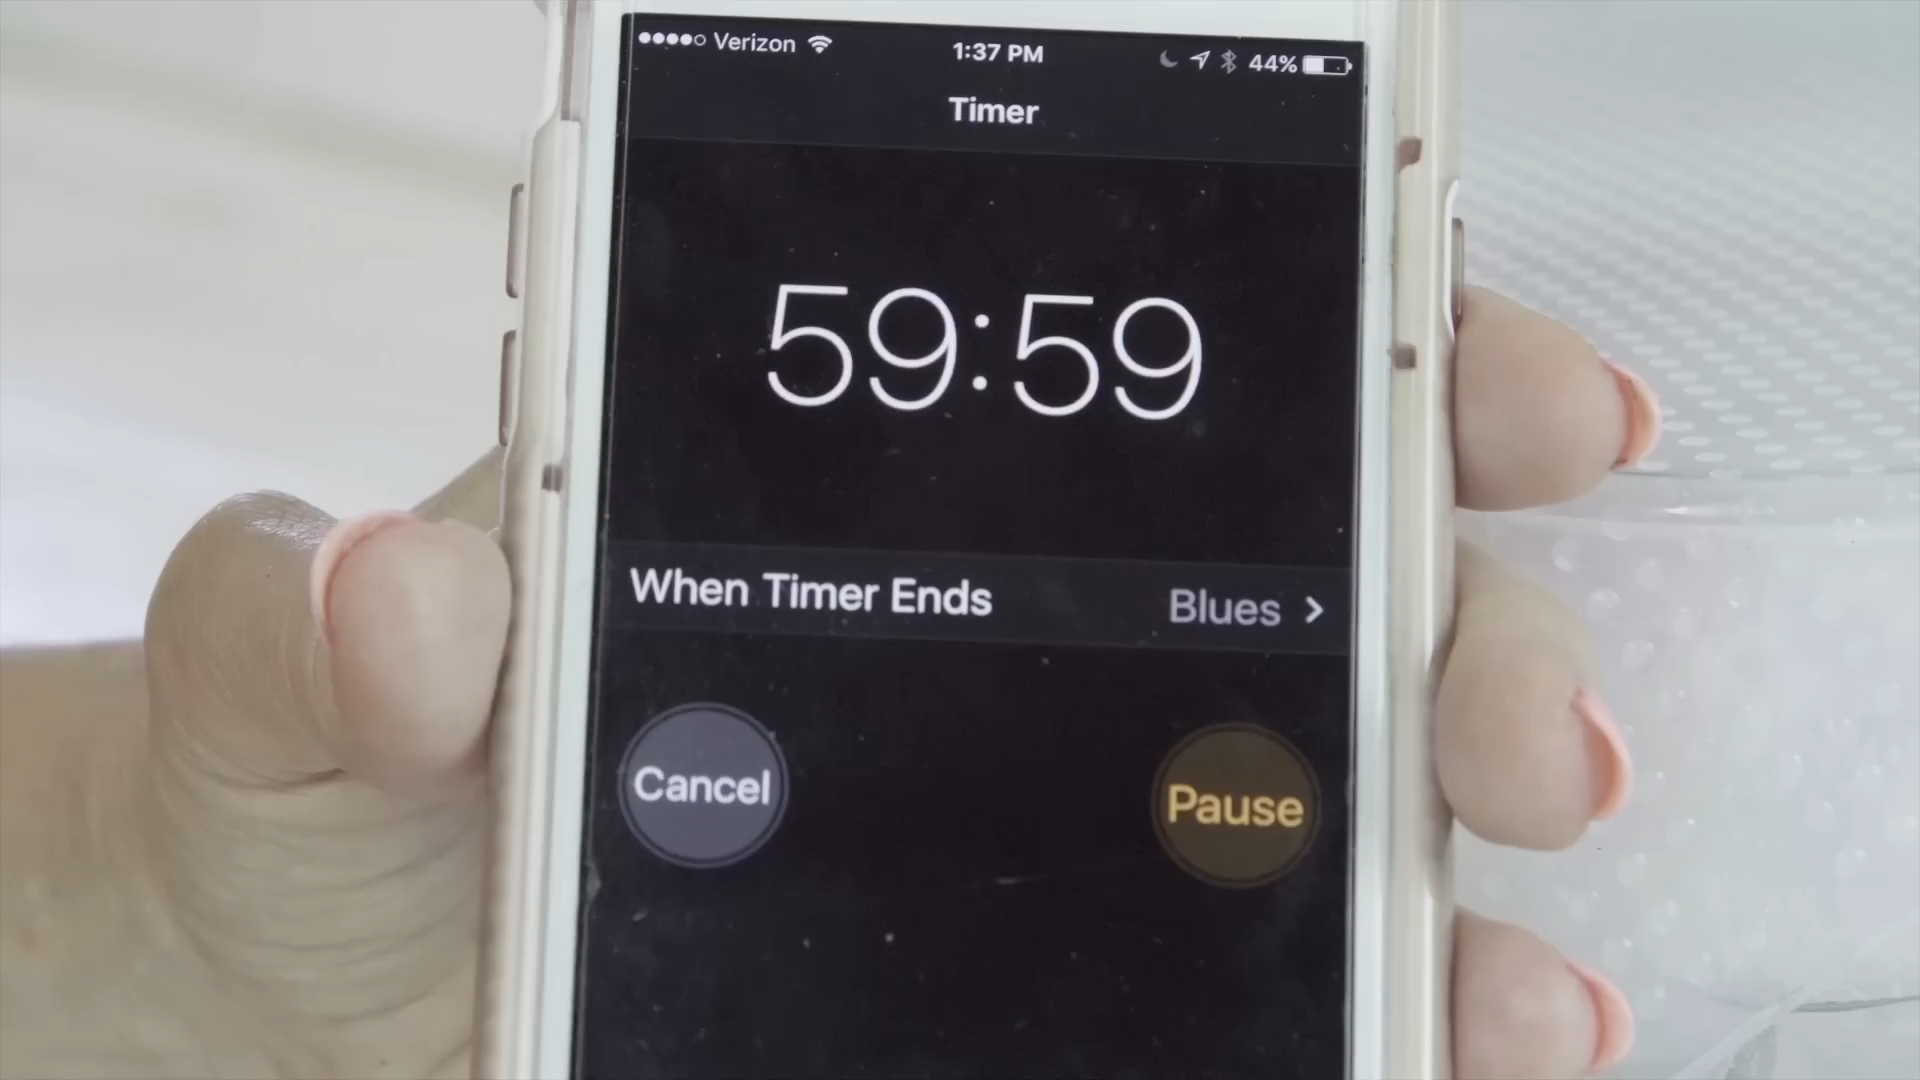 Verizon 1:37 PM 44%
Timer
59:59
When Timer Ends Blues
Cancel Pause